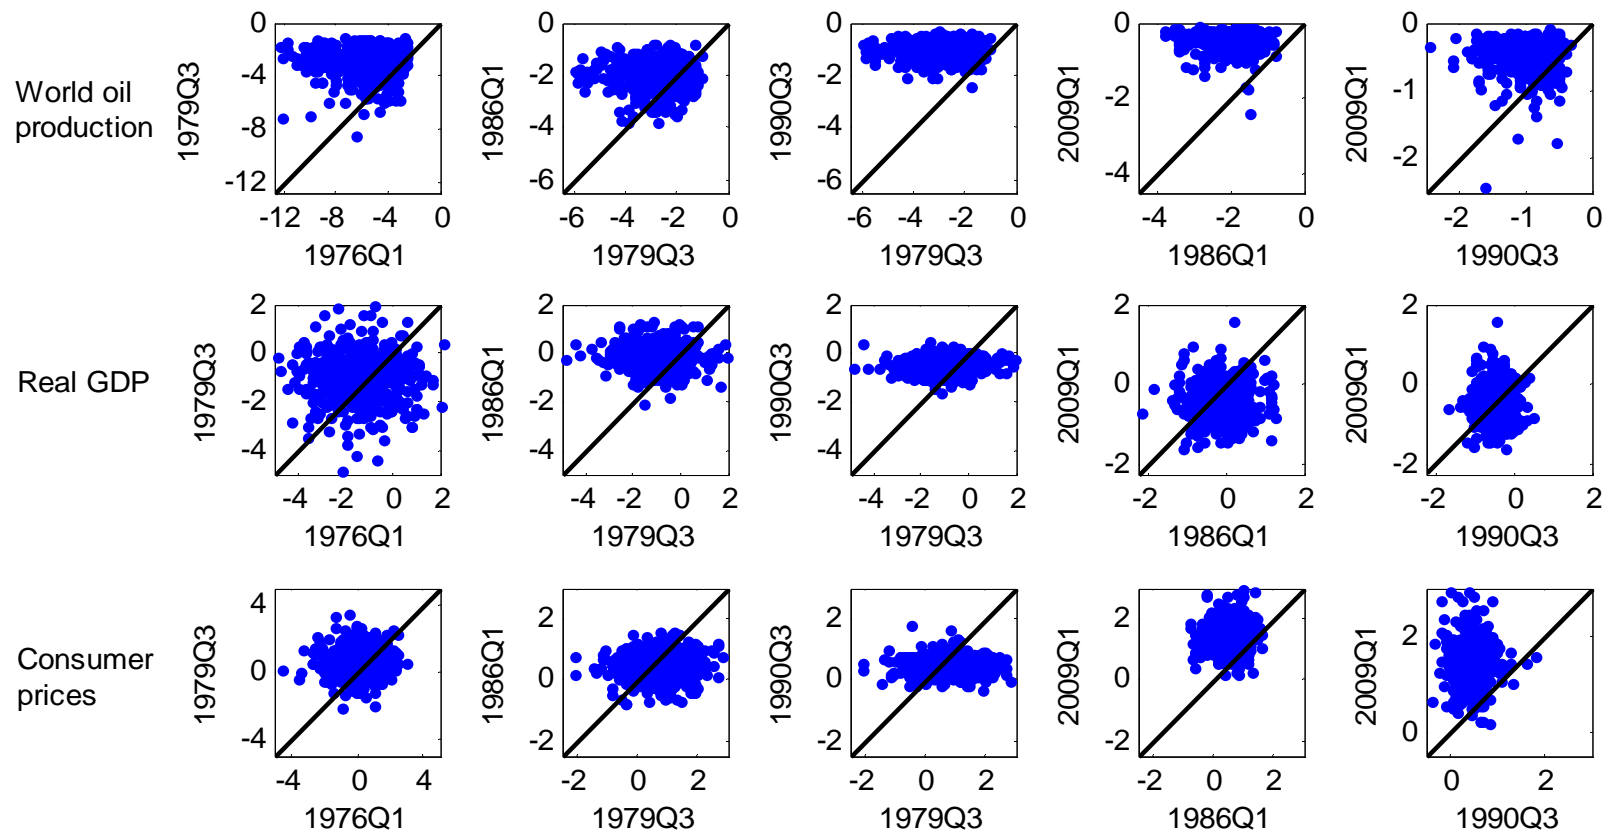 World oil
production
1979Q3
0
-4
-8
-12
-12 -8 -4 0
1976Q1
1986Q1
0
-2
-4
-6
-6 -4 -2 0
1979Q3
1990Q3
0
-2
-4
-6
-6 -4 -2 0
1979Q3
2009Q1
0
-2
-4
-4 -2 0
1986Q1
2009Q1
0
-1
-2
-2 -1 0
1990Q3
Real GDP
1979Q3
2
0
-2
-4
-4 -2 0 2
1976Q1
1986Q1
2
0
-2
-4
-4 -2 0 2
1979Q3
1990Q3
2
0
-2
-4
-4 -2 0 2
1979Q3
2009Q1
2
0
-2
-2 0 2
1986Q1
2009Q1
2
0
-2
-2 0 2
1990Q3
Consumer
prices
1979Q3
4
0
-4
-4 0 4
1976Q1
1986Q1
2
0
-2
-2 0 2
1979Q3
1990Q3
2
0
-2
-2 0 2
1979Q3
2009Q1
2
0
-2
-2 0 2
1986Q1
2009Q1
2
0
0 2
1990Q3